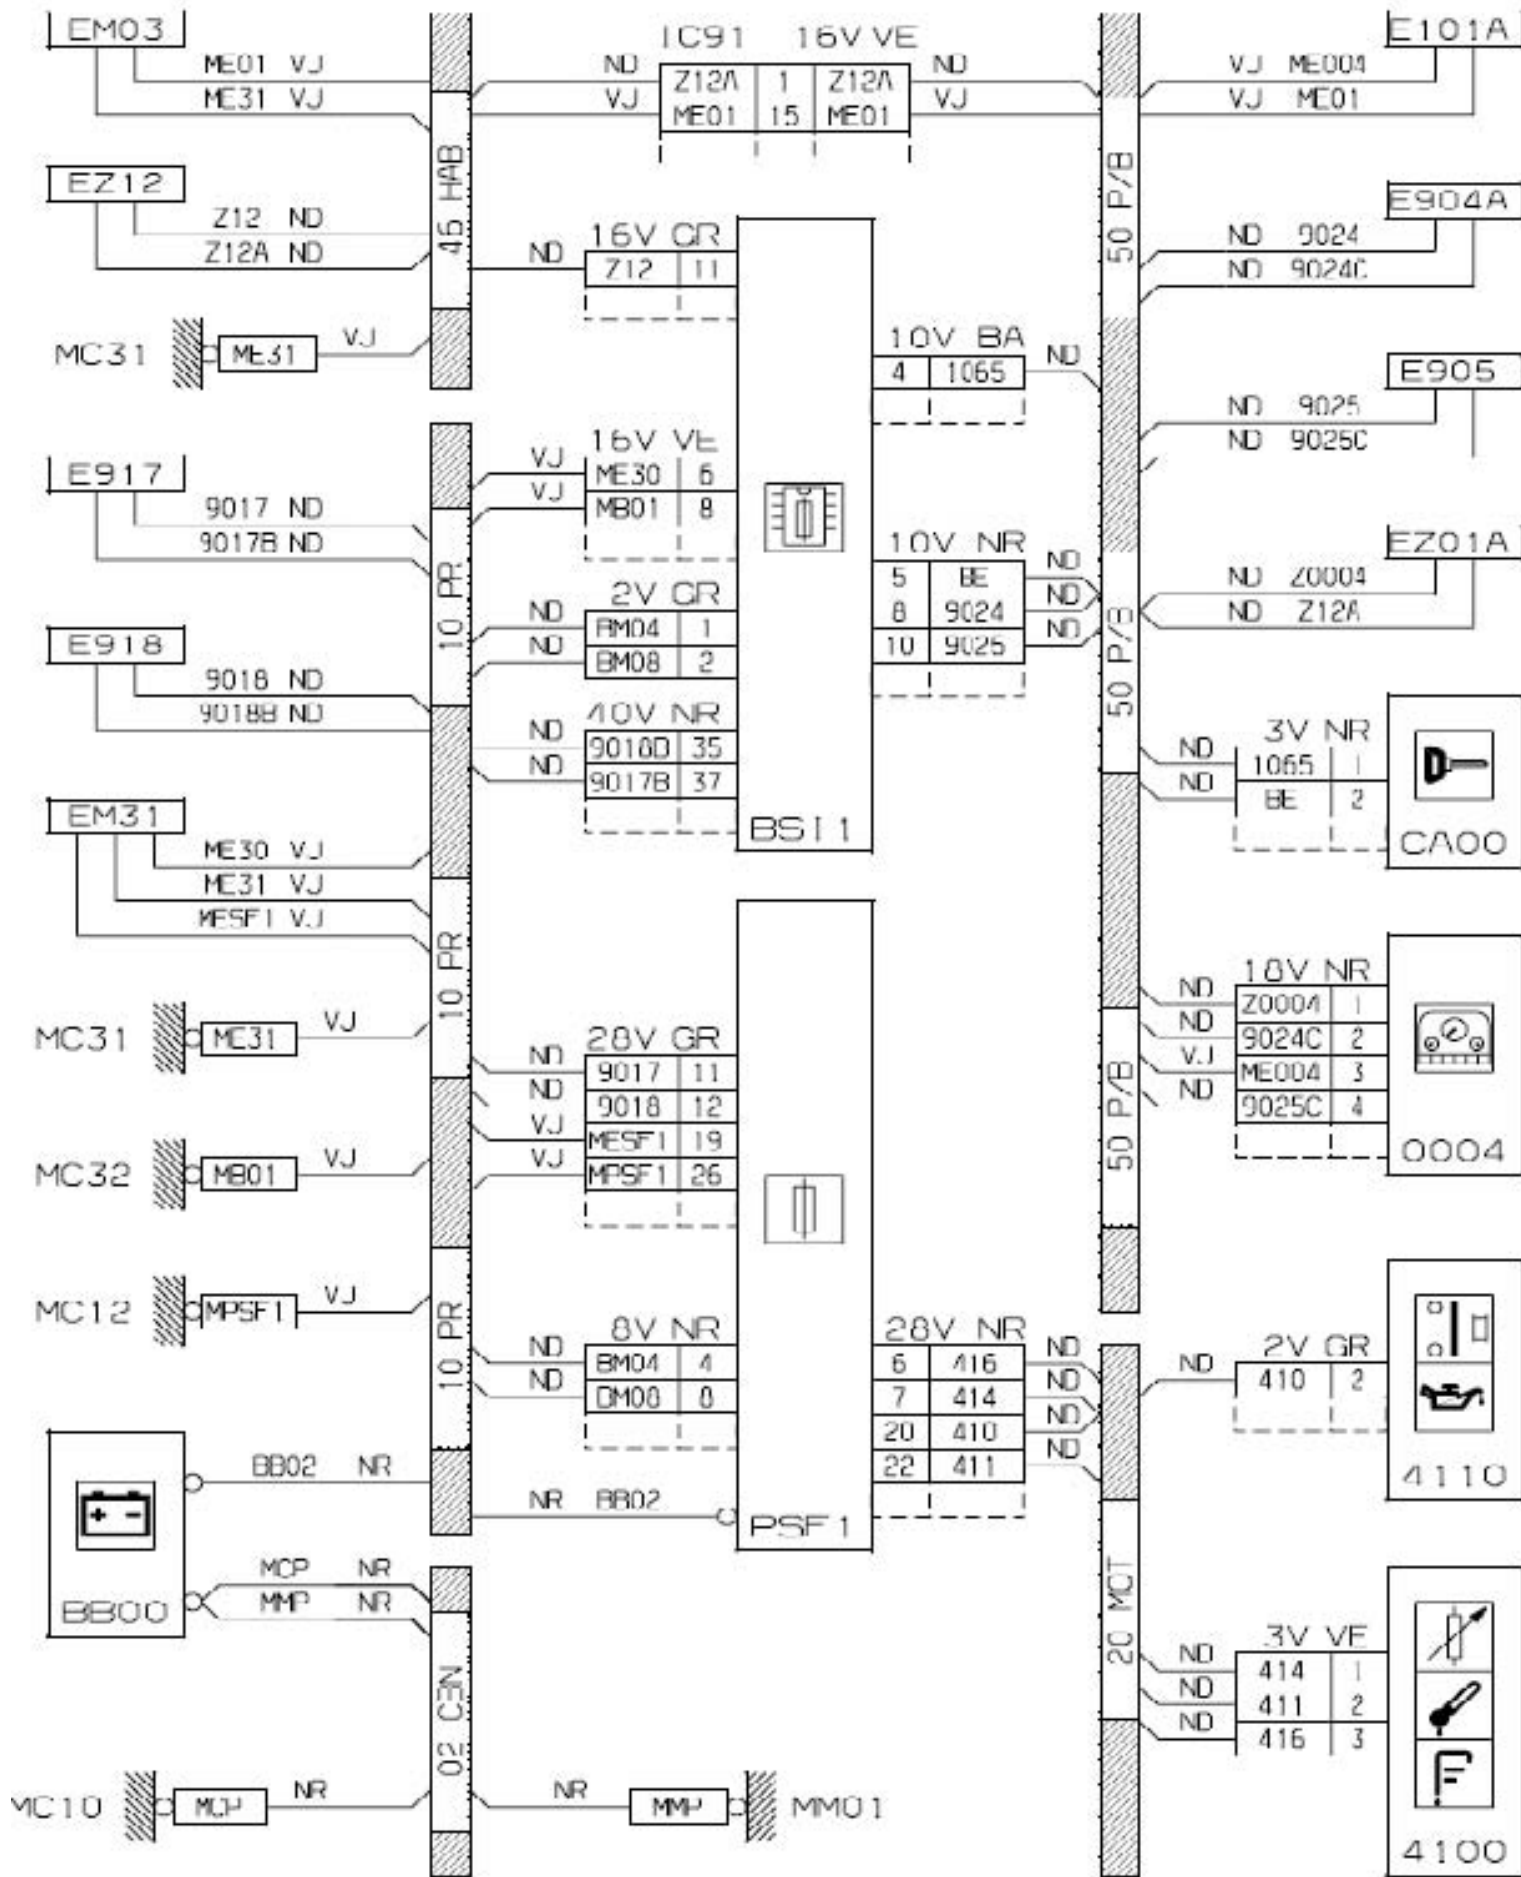 EM03
ME01 VJ
ME31 VJ
EZ12
Z12 ND
Z12A ND
MC31 ME31 VJ
E917
9017 ND
9017B ND
E918
9018 ND
9018B ND
EM31
ME30 VJ
ME31 VJ
MESF1 VJ
MC31 ME31 VJ
MC32 MB01 VJ
MC12 MPSF1 VJ
BB02 NR
BB00
MCP NR
MMP NR
MC10 MCP NR
45 HAB
10 PR
10 PR
10 PR
02 CBN
IC91 16V VE
ND Z12A 1 Z12A ND
VJ ME01 15 ME01 VJ
16V GR
ND Z12 11
16V VE
VJ ME30 6
VJ MB01 8
2V GR
ND BM04 1
ND BM08 2
40V NR
ND 9018B 35
ND 9017B 37
10V BA
4 1065 ND
10V NR
5 BE ND
8 9024 ND
10 9025 ND
BSI1
28V GR
ND 9017 11
ND 9018 12
VJ MESF1 19
VJ MPSF1 26
8V NR
ND BM04 4
ND BM08 8
NR BB02
28V NR
6 416 ND
7 414 ND
20 410 ND
22 411 ND
PSF1
NR MMP MM01
50 P/B
50 P/B
50 P/B
20 MOT
E101A
VJ ME004
VJ ME01
E904A
ND 9024
ND 9024C
E905
ND 9025
ND 9025C
EZ01A
ND Z0004
ND Z12A
3V NR
ND 1065 1
ND BE 2
CA00
18V NR
ND Z0004 1
ND 9024C 2
VJ ME004 3
ND 9025C 4
0004
2V GR
ND 410 2
4110
3V VE
ND 414 1
ND 411 2
ND 416 3
4100